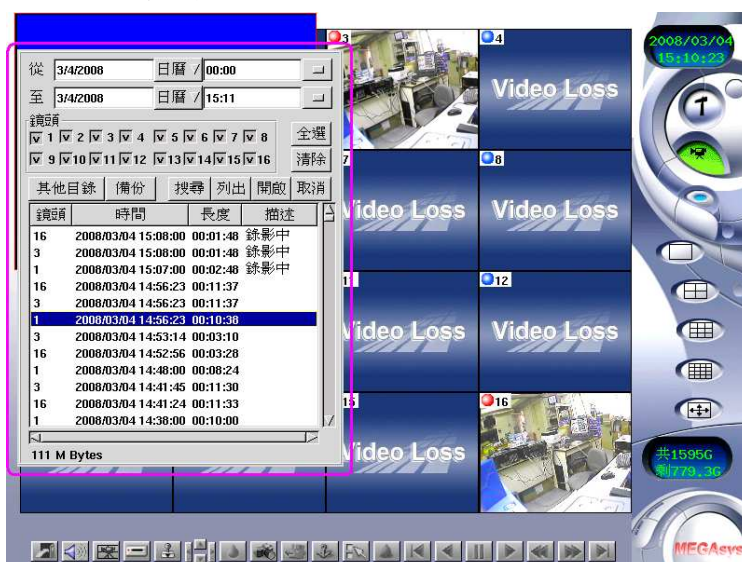 3
4
2008/03/04
15:10:23
從 3/4/2008 日曆 / 00:00
至 3/4/2008 日曆 / 15:11
Video Loss
鏡頭
v 1 v 2 v 3 v 4 v 5 v 6 v 7 v 8 全選
v 9 v 10 v 11 v 12 v 13 v 14 v 15 v 16 清除
7
8
其他目錄 備份 搜尋 列出 開啟 取消
鏡頭 時間 長度 描述
Video Loss Video Loss
16 2008/03/04 15:08:00 00:01:48 錄影中
3 2008/03/04 15:08:00 00:01:48 錄影中
1 2008/03/04 15:07:00 00:02:48 錄影中
11
12
16 2008/03/04 14:56:23 00:11:37
3 2008/03/04 14:56:23 00:11:37
1 2008/03/04 14:56:23 00:10:38
Video Loss Video Loss
3 2008/03/04 14:53:14 00:03:10
16 2008/03/04 14:52:56 00:03:28
1 2008/03/04 14:48:00 00:08:24
3 2008/03/04 14:41:45 00:11:30
15
16
16 2008/03/04 14:41:24 00:11:33
1 2008/03/04 14:38:00 00:10:00
Video Loss
111 M Bytes
共1595G
剩779.3G
MEGAsys